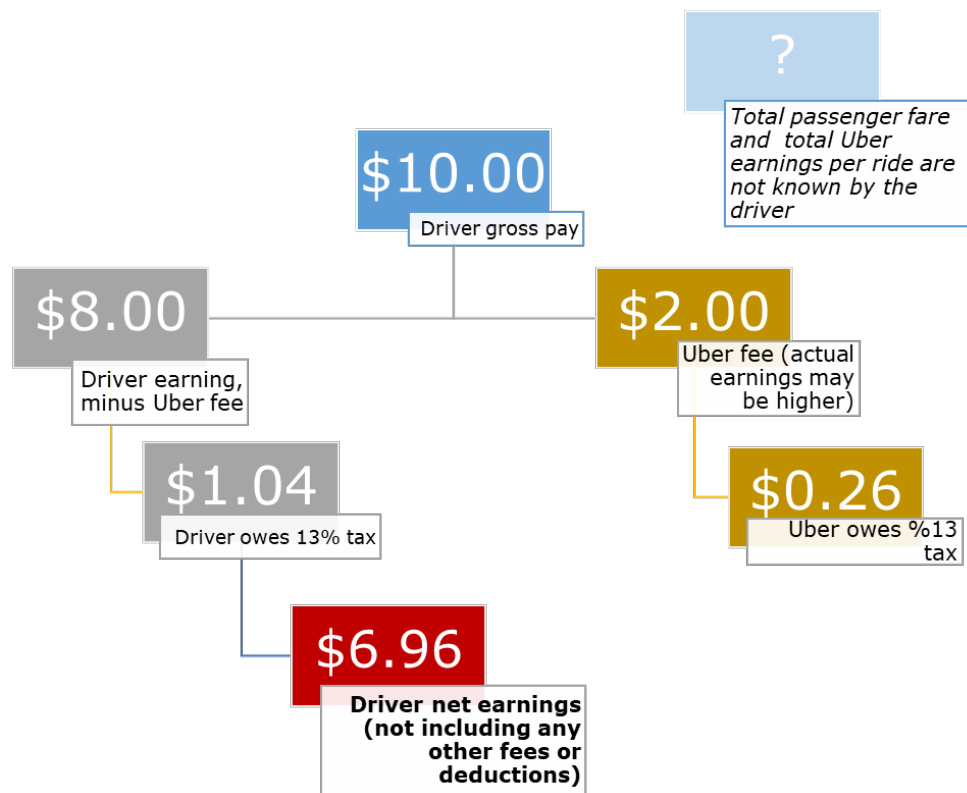 ?
Total passenger fare
and total Uber
earnings per ride are
not known by the
driver
$10.00
Driver gross pay
$8.00
Driver earning,
minus Uber fee
$2.00
Uber fee (actual
earnings may
be higher)
$1.04
Driver owes 13% tax
$0.26
Uber owes %13
tax
$6.96
Driver net earnings
(not including any
other fees or
deductions)